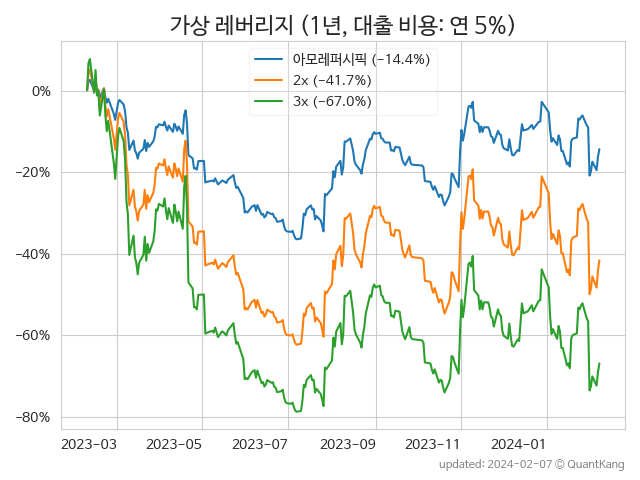 가상 레버리지 (1년, 대출 비용: 연 5%)
아모레퍼시픽 (−14.4%)
2x (−41.7%)
3x (−67.0%)
0%
−20%
−40%
−60%
−80%
2023−03 2023−05 2023−07 2023−09 2023−11 2024−01
updated: 2024−02−07 © QuantKang